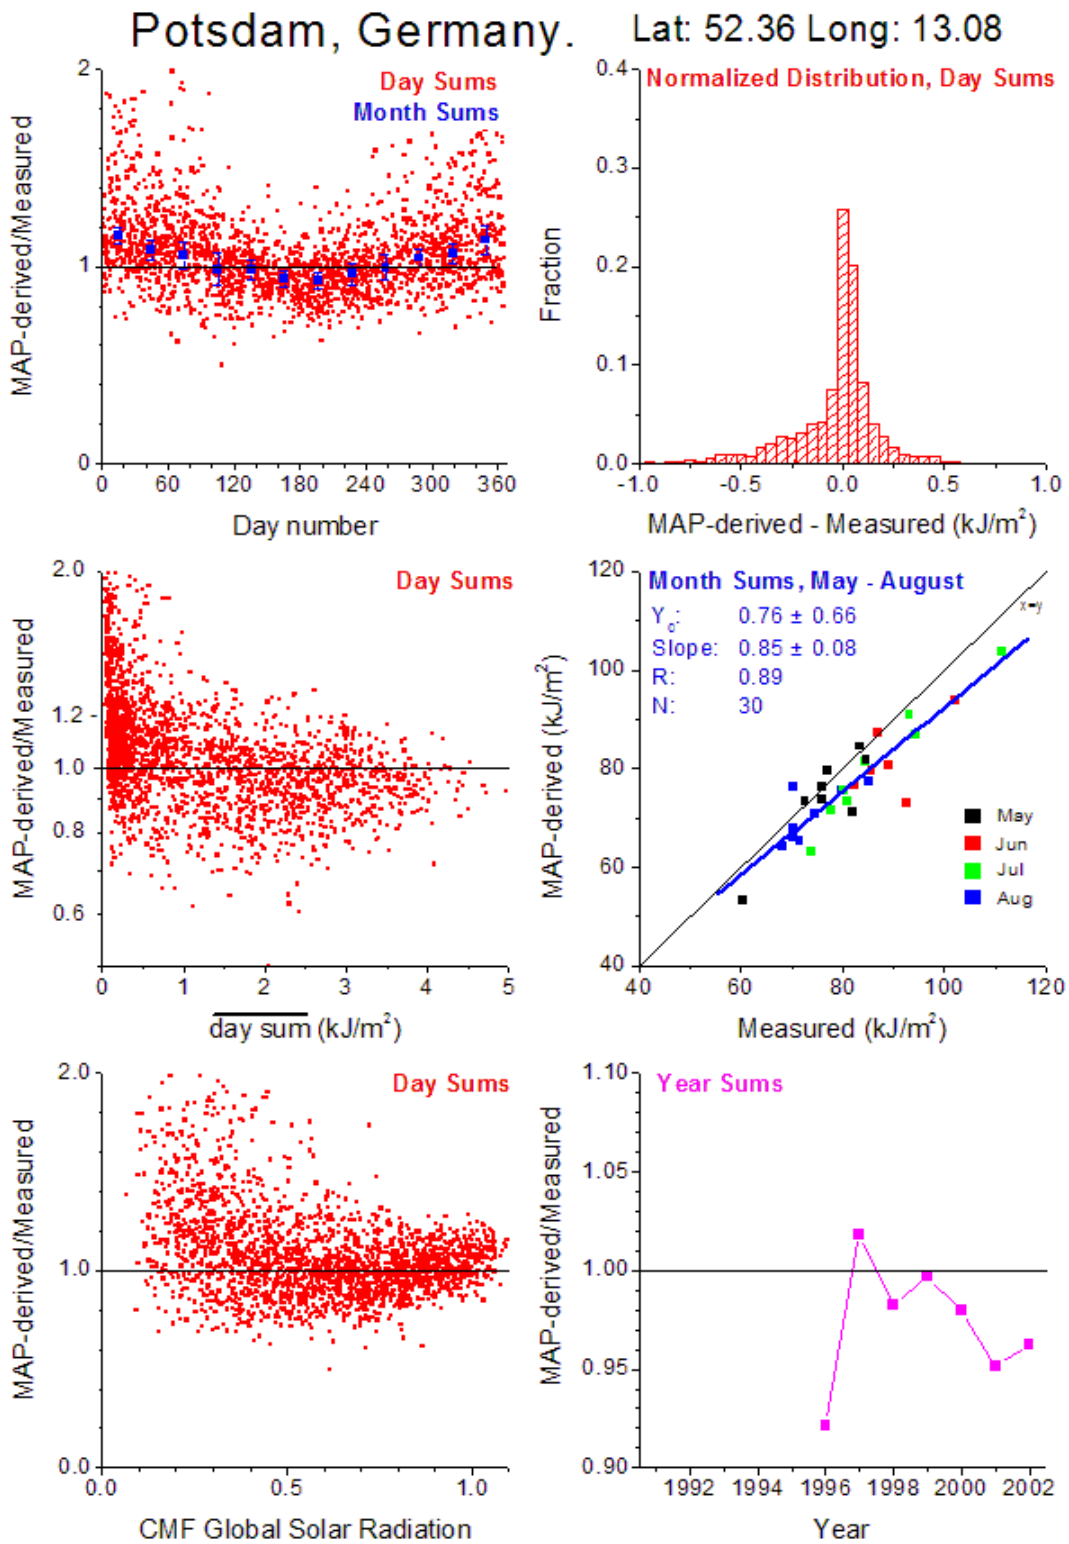 Potsdam, Germany. Lat: 52.36 Long: 13.08
2
1
0
MAP-derived/Measured
Day Sums
Month Sums
0 60 120 180 240 300 360
Day number
0.4
0.3
0.2
0.1
0.0
Fraction
Normalized Distribution, Day Sums
-1.0 -0.5 0.0 0.5 1.0
MAP-derived - Measured (kJ/m²)
2.0
1.2
1.0
0.8
0.6
MAP-derived/Measured
Day Sums
0 1 2 3 4 5
day sum (kJ/m²)
120
100
80
60
40
MAP-derived (kJ/m²)
Month Sums, May - August
Y₀: 0.76 ± 0.66
Slope: 0.85 ± 0.08
R: 0.89
N: 30
x=y
May
Jun
Jul
Aug
40 60 80 100 120
Measured (kJ/m²)
2.0
1.0
0.0
MAP-derived/Measured
Day Sums
0.0 0.5 1.0
CMF Global Solar Radiation
1.10
1.05
1.00
0.95
0.90
MAP-derived/Measured
Year Sums
1992 1994 1996 1998 2000 2002
Year